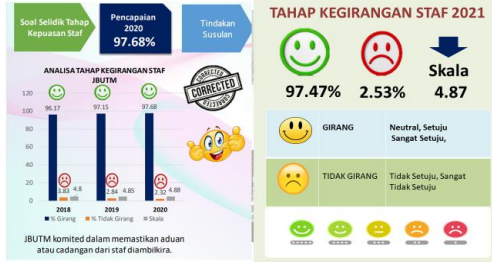 Soal Selidik Tahap
Kepuasan Staf
Pencapaian
2020
97.68%
Tindakan
Susulan
ANALISA TAHAP KEGIRANGAN STAF
JBUTM
CORRECTED
120
100
80
60
40
20
0
96.17
97.15
97.68
3.83 4.8
2.84 4.85
2.32 4.88
2018
2019
2020
% Girang
% Tidak Girang
Skala
JBUTM komited dalam memastikan aduan
atau cadangan dari staf diambilkira.
TAHAP KEGIRANGAN STAF 2021
97.47%
2.53%
Skala
4.87
GIRANG
Neutral, Setuju
Sangat Setuju,
TIDAK GIRANG
Tidak Setuju, Sangat
Tidak Setuju